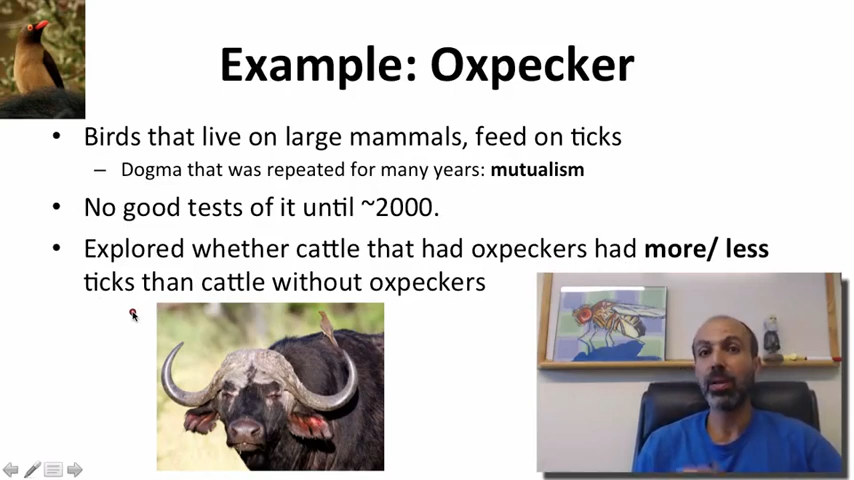 Example: Oxpecker
• Birds that live on large mammals, feed on ticks
– Dogma that was repeated for many years: mutualism
• No good tests of it until ~2000.
• Explored whether cattle that had oxpeckers had more/ less
ticks than cattle without oxpeckers